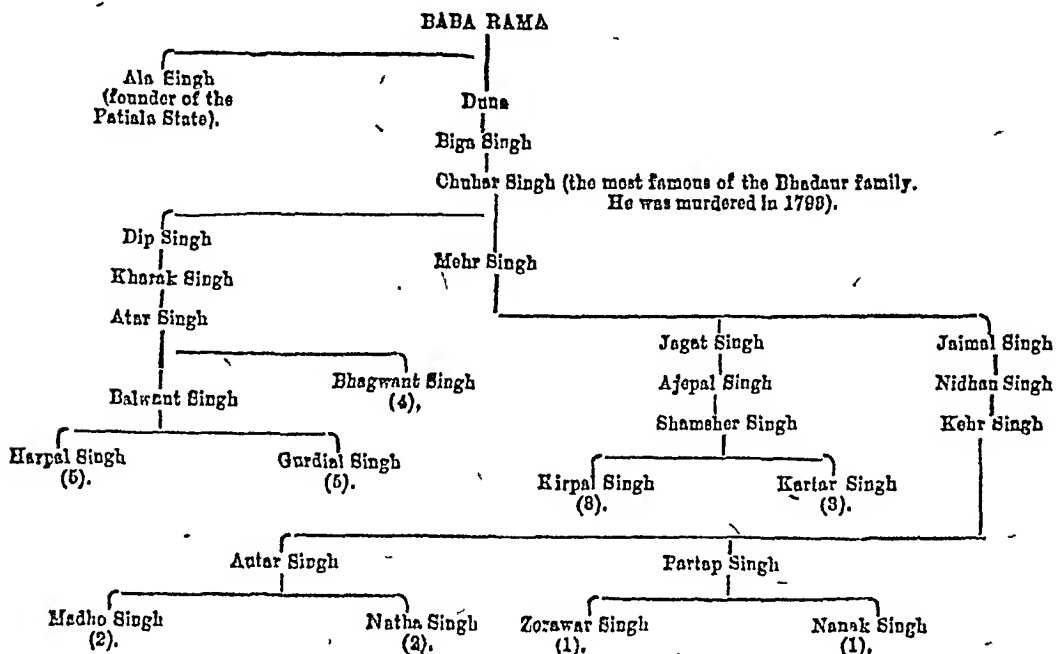 BABA RAMA
Ala Singh
(founder of the
Patiala State).
Duna
Biga Singh
Chuhar Singh (the most famous of the Bhadaur family.
He was murdered in 1793).
Dip Singh
Mehr Singh
Kharak Singh
Atar Singh
Jagat Singh
Jaimal Singh
Bhagwant Singh
(4),
Ajepal Singh
Nidhan Singh
Balwant Singh
Shamsher Singh
Kehr Singh
Harpal Singh
(5).
Gurdial Singh
(5).
Kirpal Singh
(3)
Kartar Singh
(3).
Autar Singh
Partap Singh
Madho Singh
(2).
Natha Singh
(2).
Zorawar Singh
(1).
Nanak Singh
(1).